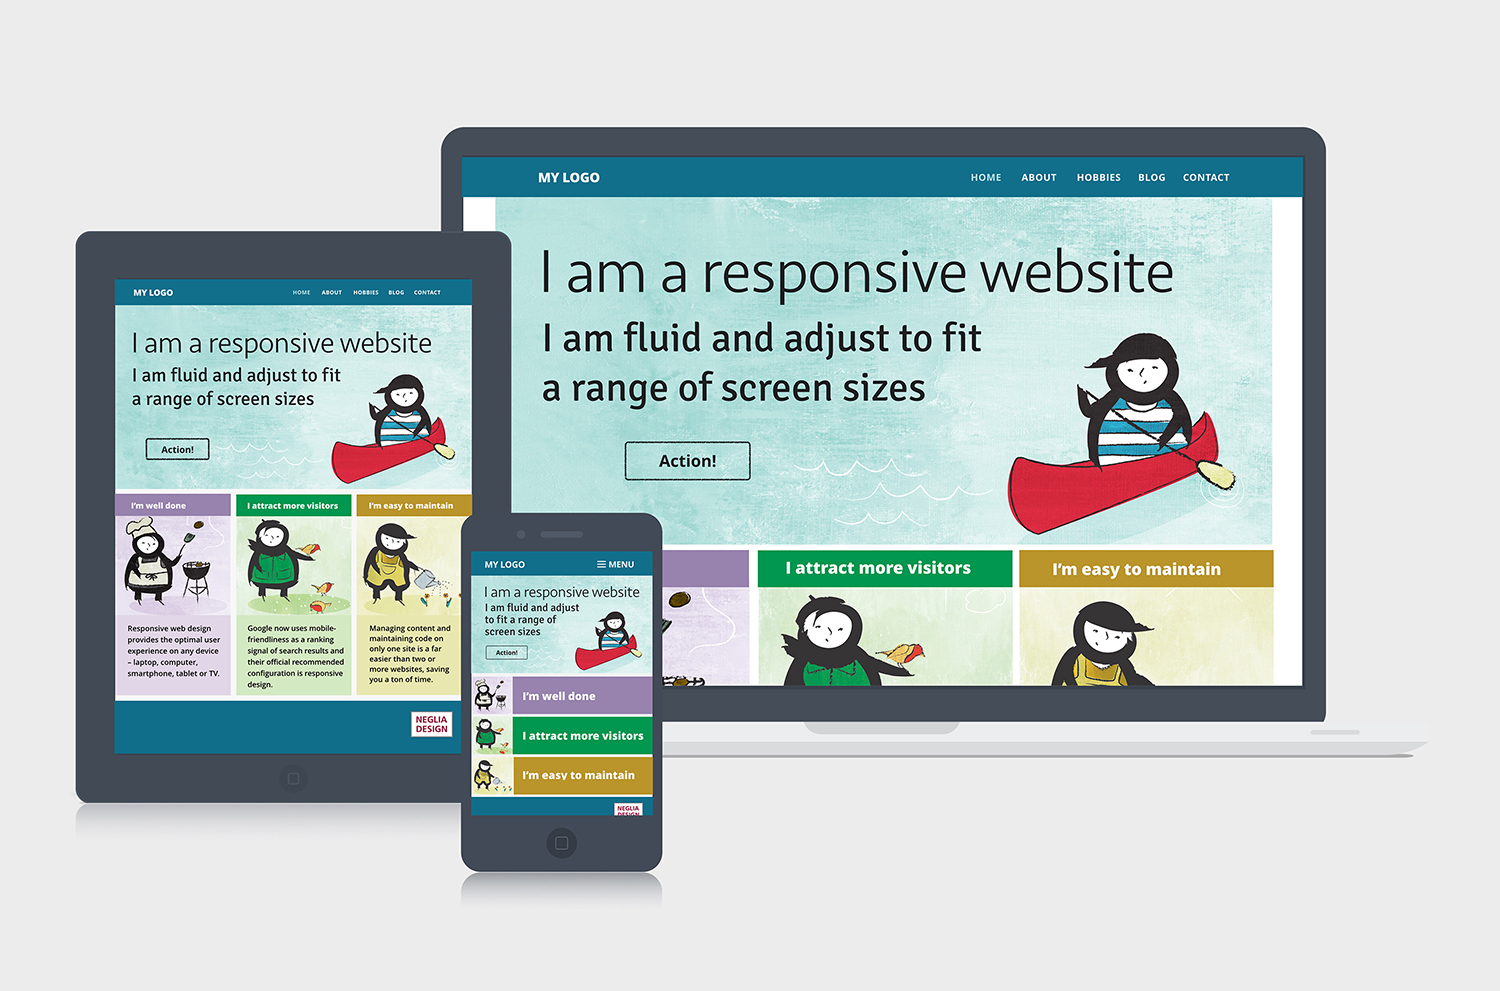 MY LOGO
HOME ABOUT HOBBIES BLOG CONTACT
I am a responsive website
I am fluid and adjust to fit
a range of screen sizes
Action!
I attract more visitors
I'm easy to maintain
MY LOGO
HOME ABOUT HOBBIES BLOG CONTACT
I am a responsive website
I am fluid and adjust to fit
a range of screen sizes
Action!
I'm well done
Responsive web design
provides the optimal user
experience on any device
– laptop, computer,
smartphone, tablet or TV.
I attract more visitors
Google now uses mobile-
friendliness as a ranking
signal of search results and
their official recommended
configuration is responsive
design.
I'm easy to maintain
Managing content and
maintaining code on
only one site is a far
easier than two or
more websites, saving
you a ton of time.
NEGLIA
DESIGN
MY LOGO
MENU
I am a responsive website
I am fluid and adjust
to fit a range of
screen sizes
Action!
I'm well done
I attract more visitors
I'm easy to maintain
NEGLIA
DESIGN